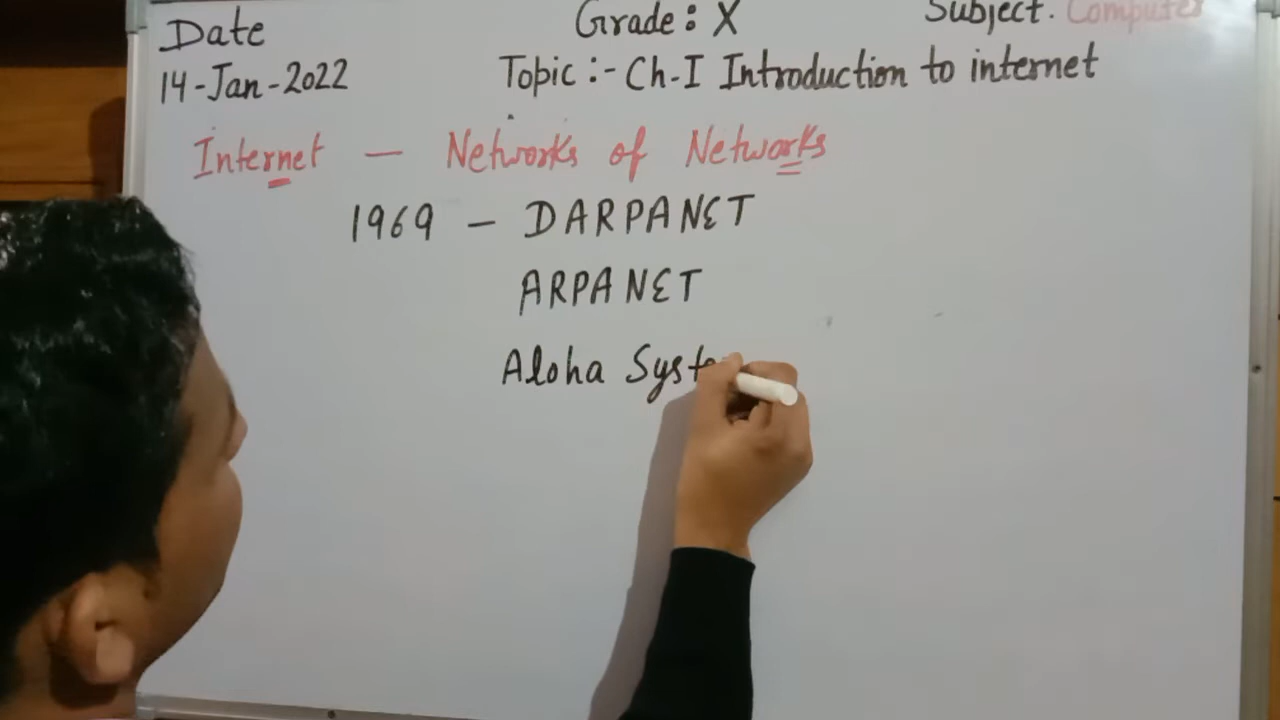 Date Grade: X Subject. Computer
14-Jan-2022 Topic :- Ch-I Introduction to internet
Internet — Networks of Networks
1969 – DARPANET
ARPANET
Aloha